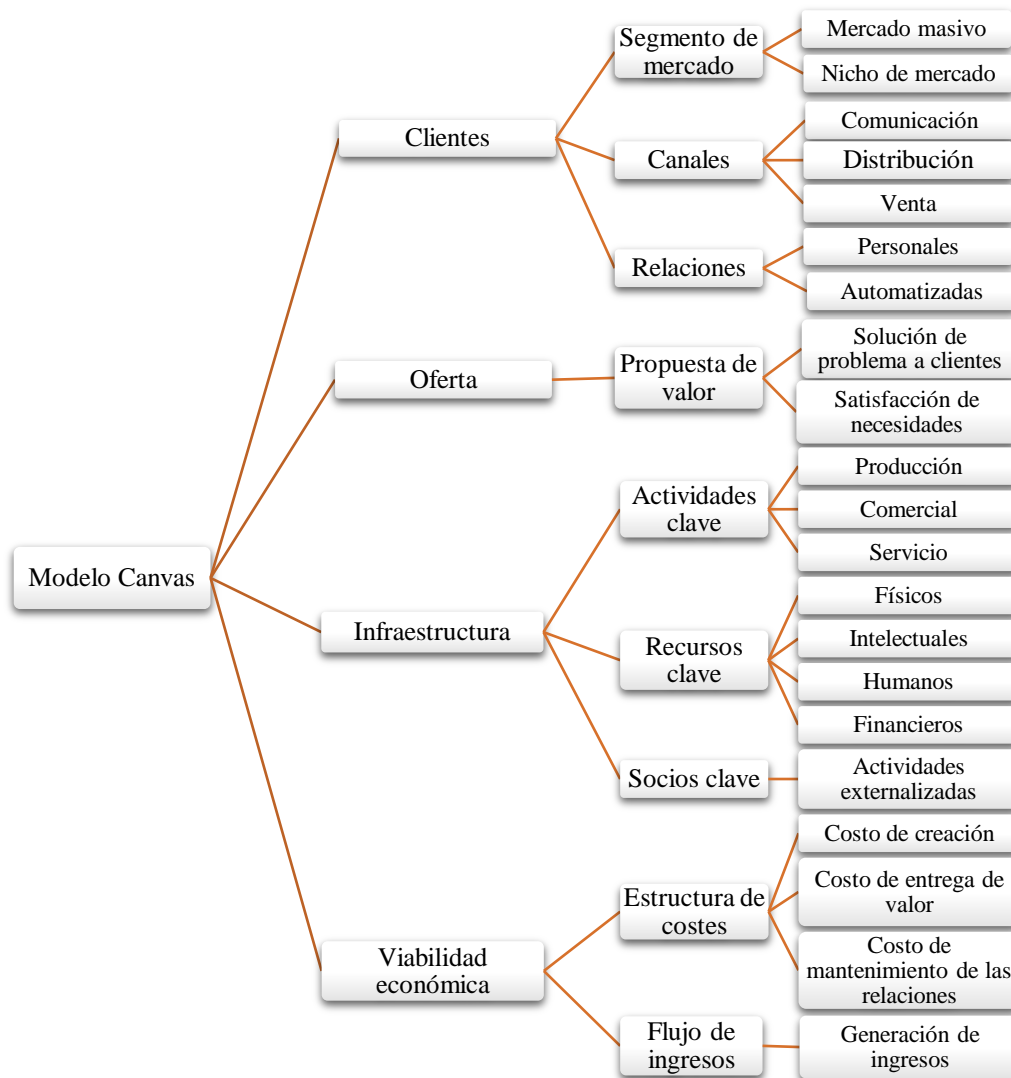 Modelo Canvas
Clientes
Segmento de
mercado
Mercado masivo
Nicho de mercado
Canales
Comunicación
Distribución
Venta
Relaciones
Personales
Automatizadas
Oferta
Propuesta de
valor
Solución de
problema a clientes
Satisfacción de
necesidades
Infraestructura
Actividades
clave
Producción
Comercial
Servicio
Recursos
clave
Físicos
Intelectuales
Humanos
Financieros
Socios clave
Actividades
externalizadas
Viabilidad
económica
Estructura de
costes
Costo de creación
Costo de entrega de
valor
Costo de
mantenimiento de las
relaciones
Flujo de
ingresos
Generación de
ingresos